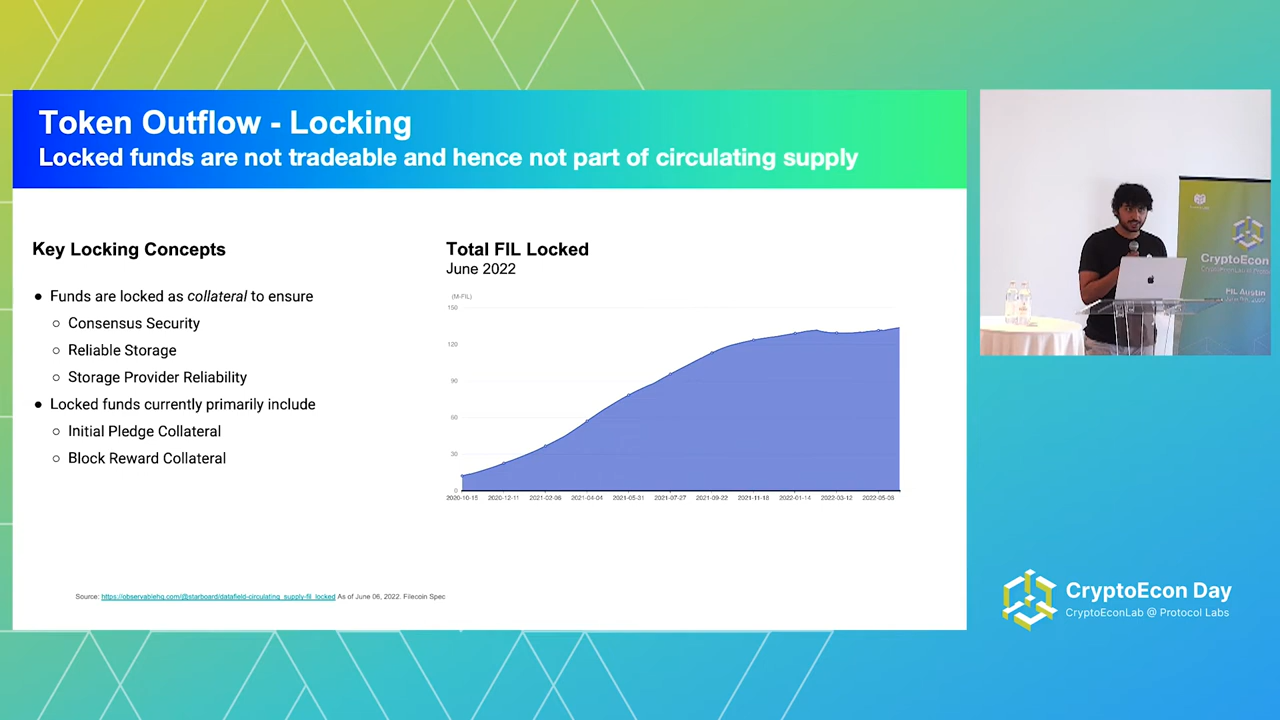 Token Outflow - Locking
Locked funds are not tradeable and hence not part of circulating supply
Key Locking Concepts
● Funds are locked as collateral to ensure
○ Consensus Security
○ Reliable Storage
○ Storage Provider Reliability
● Locked funds currently primarily include
○ Initial Pledge Collateral
○ Block Reward Collateral
Total FIL Locked
June 2022
(M-FIL)
150
120
90
60
30
0
2020-10-15 2020-12-11 2021-02-06 2021-04-04 2021-05-31 2021-07-27 2021-09-22 2021-11-18 2022-01-14 2022-03-12 2022-05-08
Source: https://observablehq.com/@starboard/datafield-circulating_supply-fil_locked As of June 06, 2022. Filecoin Spec
CryptoEcon
FIL Austin
CryptoEcon Day
CryptoEconLab @ Protocol Labs